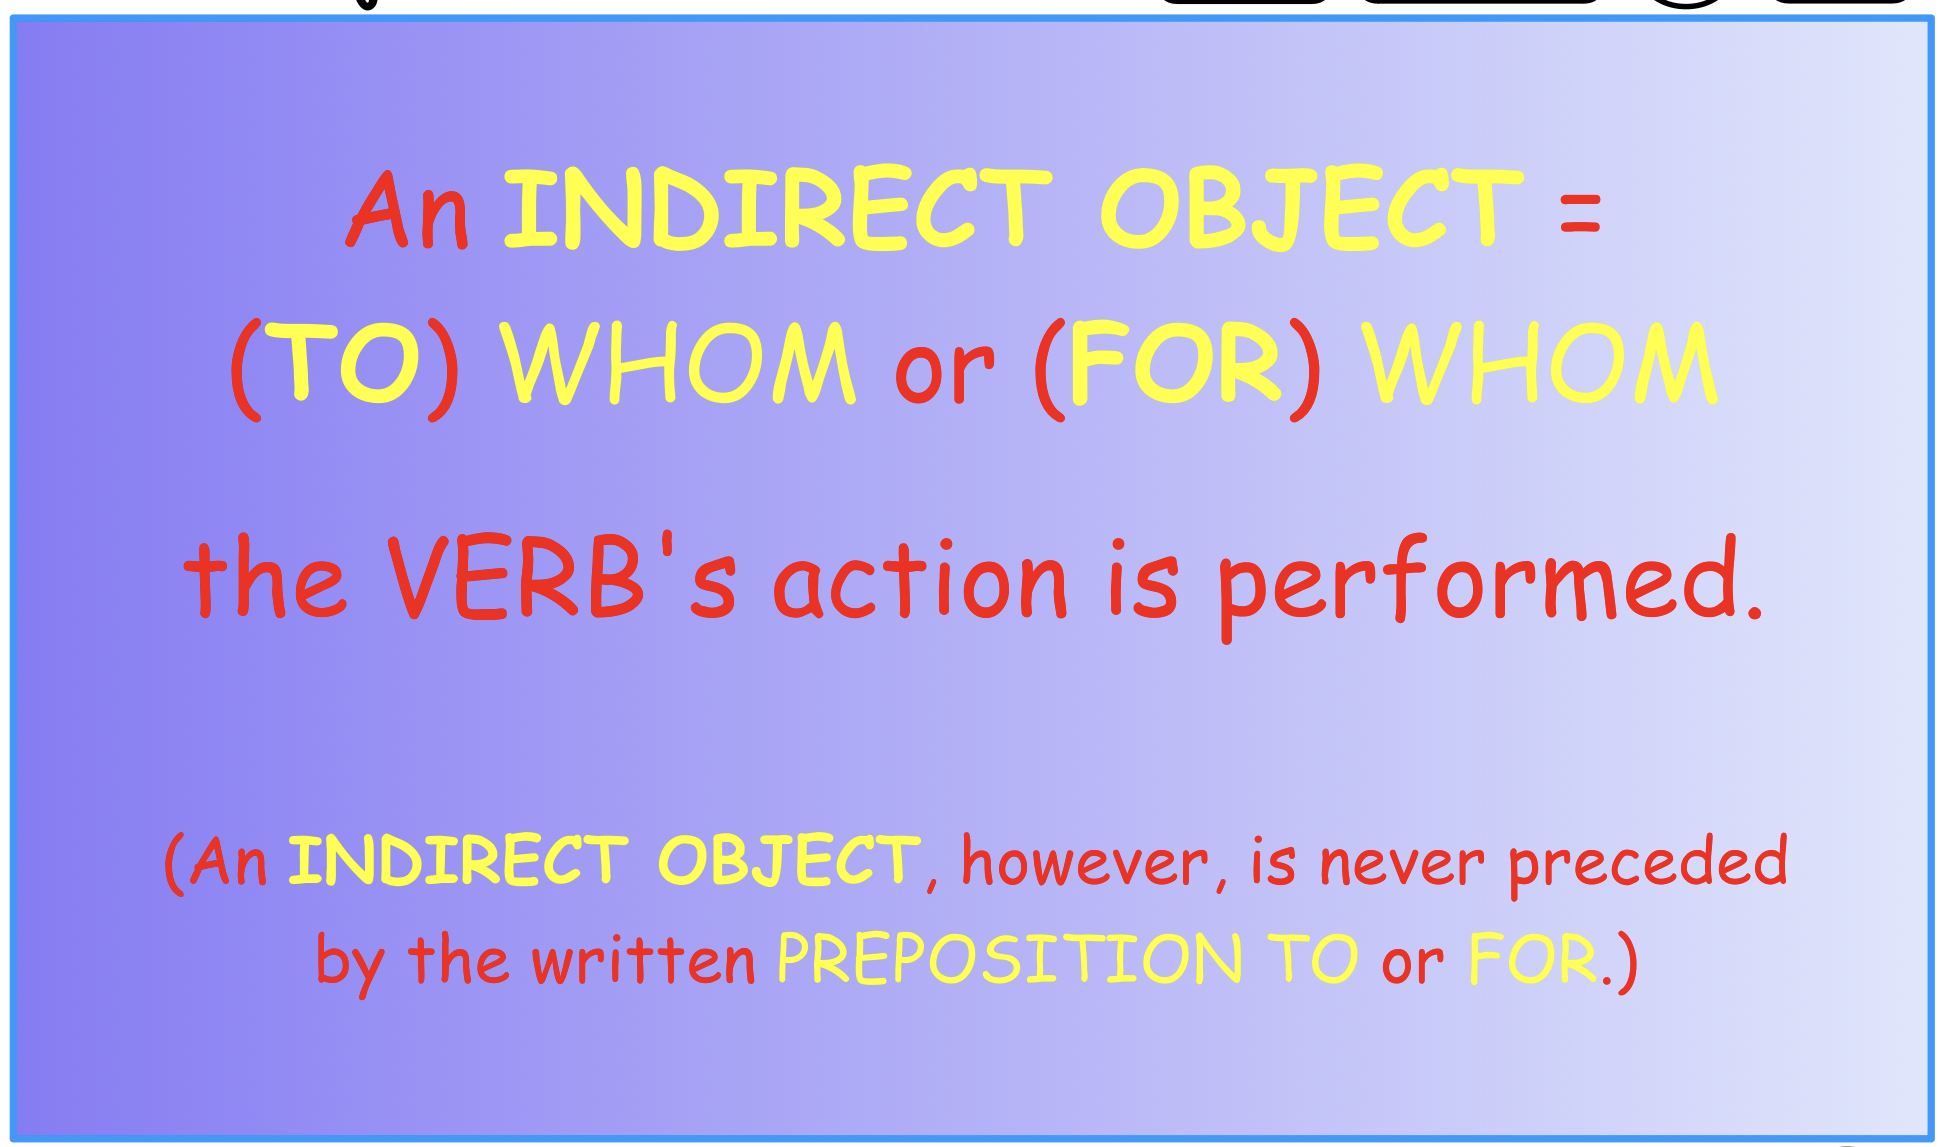 An INDIRECT OBJECT =
(TO) WHOM or (FOR) WHOM
the VERB's action is performed.
(An INDIRECT OBJECT, however, is never preceded
by the written PREPOSITION TO or FOR.)